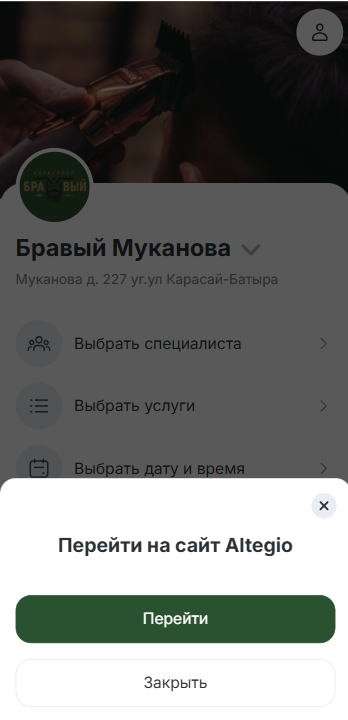 БРАВЫЙ
Бравый Муканова
Муканова д. 227 уг.ул Карасай-Батыра
Выбрать специалиста
Выбрать услуги
Выбрать дату и время
Перейти на сайт Altegio
Перейти
Закрыть